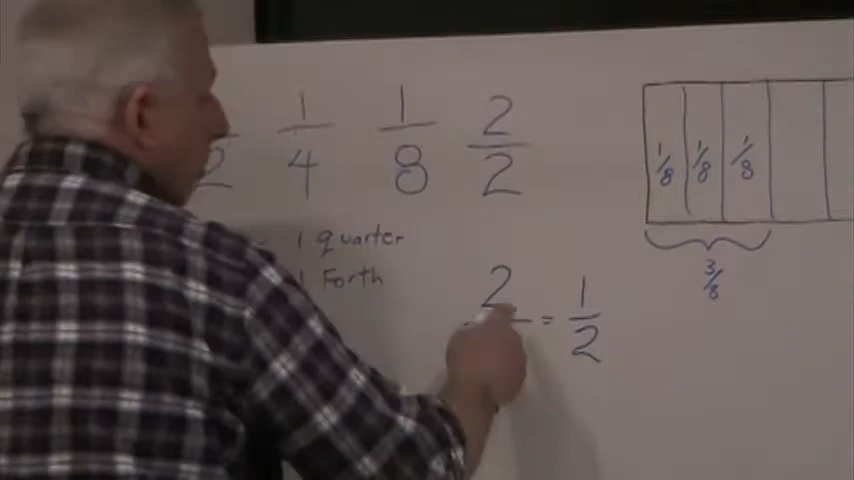 2 1/4 1/8 2/2
1/8 1/8 1/8
1 quarter
1 Forth
3/8
2 = 1/2